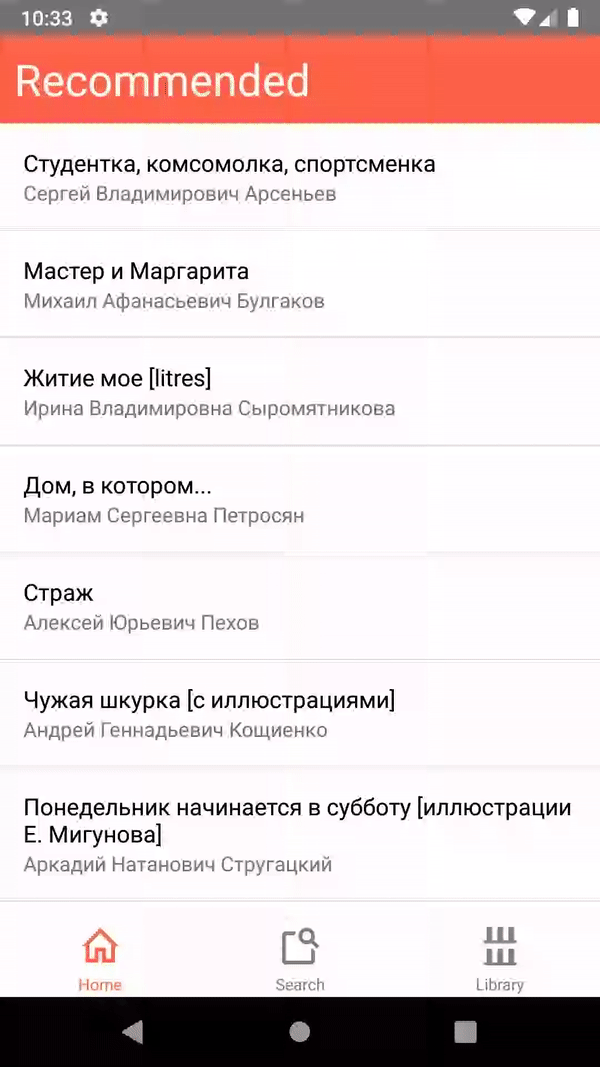 10:33
Recommended
Студентка, комсомолка, спортсменка
Сергей Владимирович Арсеньев
Мастер и Маргарита
Михаил Афанасьевич Булгаков
Житие мое [litres]
Ирина Владимировна Сыромятникова
Дом, в котором...
Мариам Сергеевна Петросян
Страж
Алексей Юрьевич Пехов
Чужая шкурка [с иллюстрациями]
Андрей Геннадьевич Кощиенко
Понедельник начинается в субботу [иллюстрации
Е. Мигунова]
Аркадий Натанович Стругацкий
Home
Search
Library